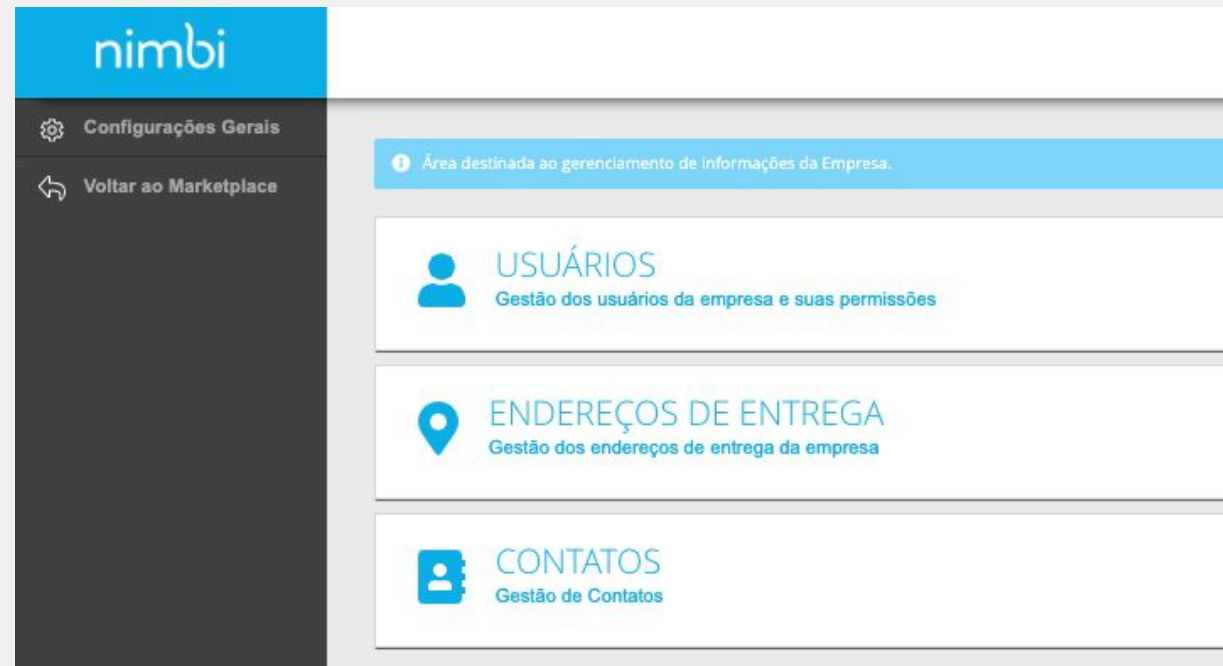 nimbi
Configurações Gerais
Voltar ao Marketplace
Área destinada ao gerenciamento de informações da Empresa.
USUÁRIOS
Gestão dos usuários da empresa e suas permissões
ENDEREÇOS DE ENTREGA
Gestão dos endereços de entrega da empresa
CONTATOS
Gestão de Contatos